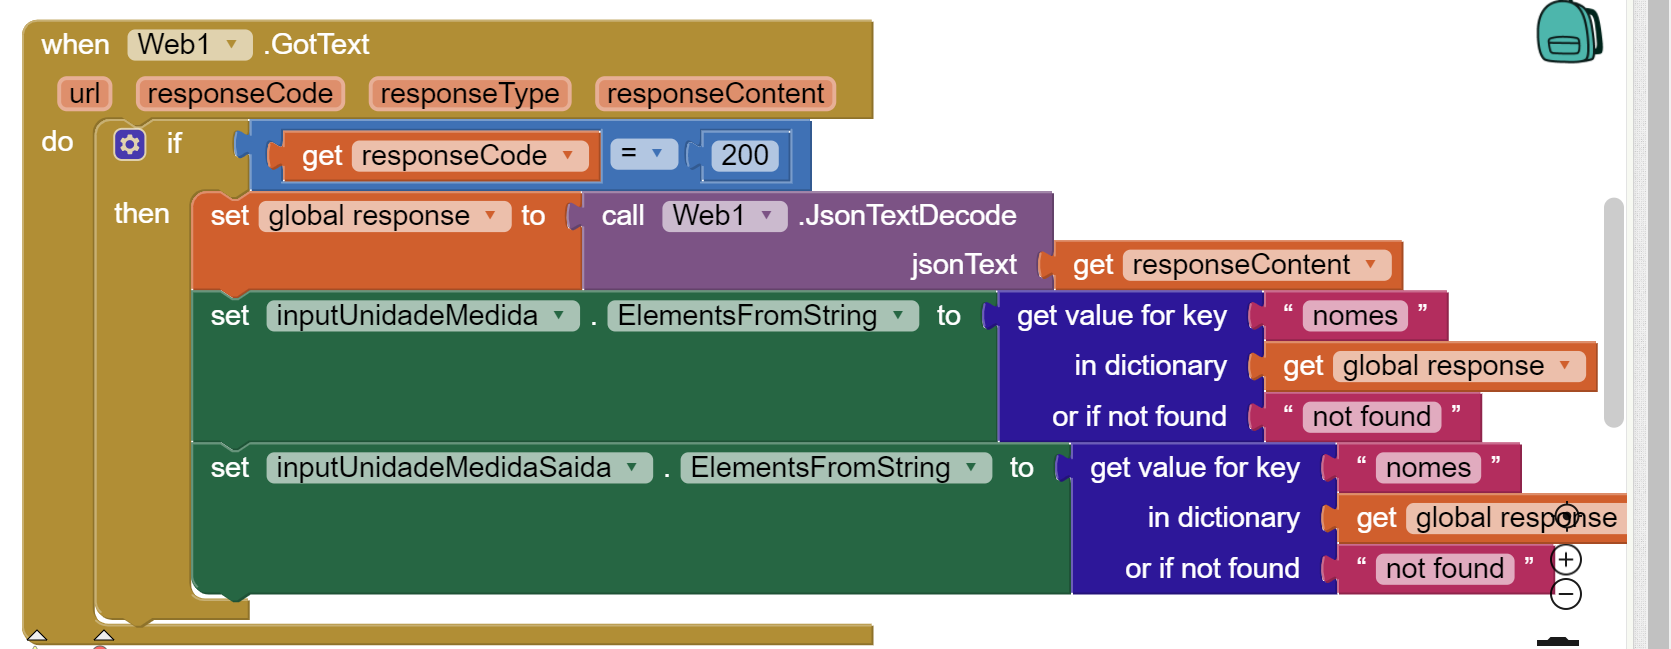 when Web1 .GotText
url responseCode responseType responseContent
do if get responseCode = 200
then set global response to call Web1 .JsonTextDecode
jsonText get responseContent
set inputUnidadeMedida . ElementsFromString to get value for key “ nomes ”
in dictionary get global response
or if not found “ not found ”
set inputUnidadeMedidaSaida . ElementsFromString to get value for key “ nomes ”
in dictionary get global response
or if not found “ not found ”